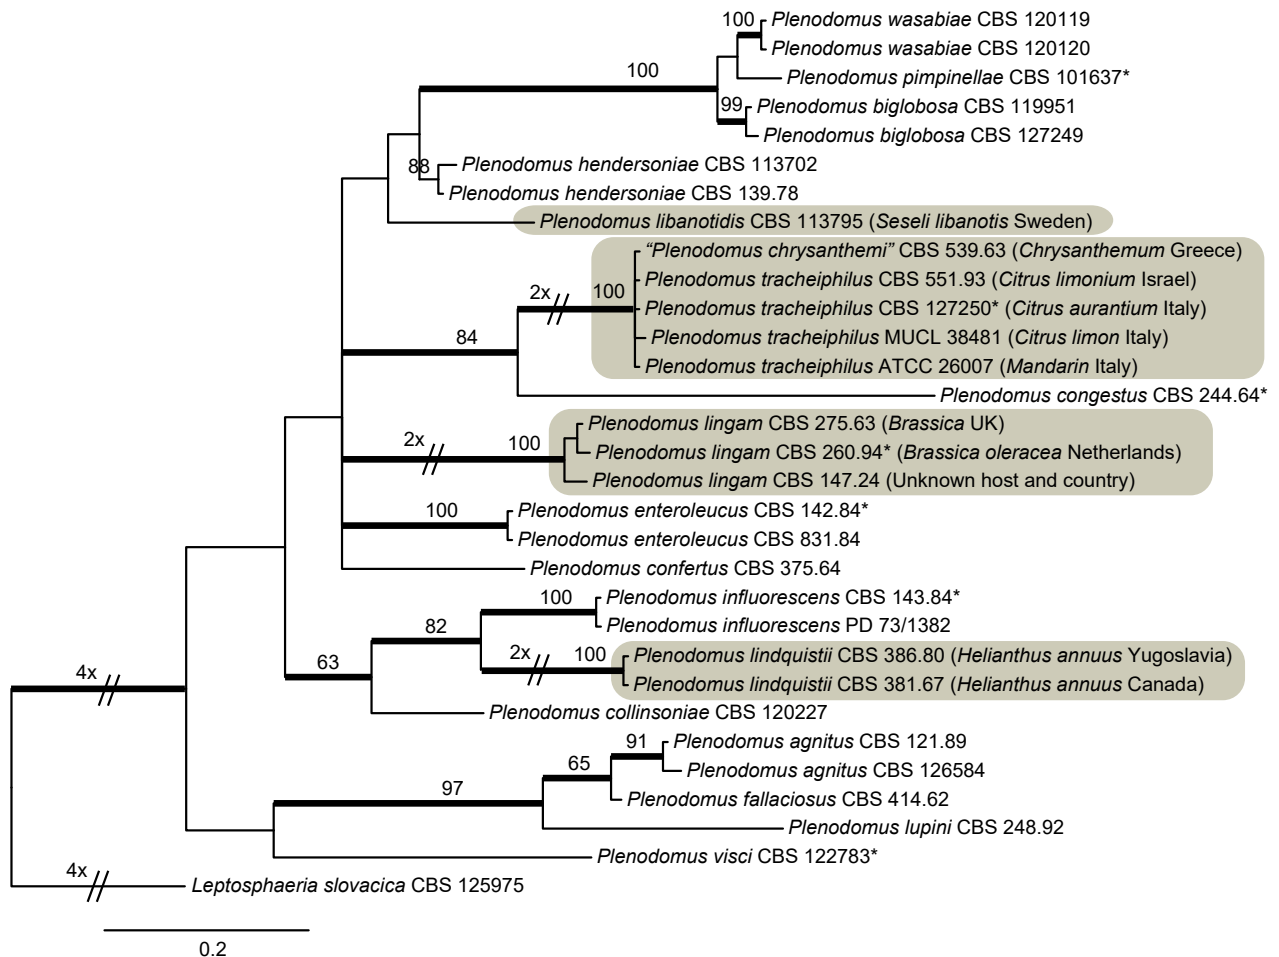 100
Plenodomus wasabiae CBS 120119
Plenodomus wasabiae CBS 120120
100
Plenodomus pimpinellae CBS 101637*
99
Plenodomus biglobosa CBS 119951
Plenodomus biglobosa CBS 127249
88
Plenodomus hendersoniae CBS 113702
Plenodomus hendersoniae CBS 139.78
Plenodomus libanotidis CBS 113795 (Seseli libanotis Sweden)
“Plenodomus chrysanthemi” CBS 539.63 (Chrysanthemum Greece)
Plenodomus tracheiphilus CBS 551.93 (Citrus limonium Israel)
2x
100
Plenodomus tracheiphilus CBS 127250* (Citrus aurantium Italy)
84
Plenodomus tracheiphilus MUCL 38481 (Citrus limon Italy)
Plenodomus tracheiphilus ATCC 26007 (Mandarin Italy)
Plenodomus congestus CBS 244.64*
Plenodomus lingam CBS 275.63 (Brassica UK)
2x
100
Plenodomus lingam CBS 260.94* (Brassica oleracea Netherlands)
Plenodomus lingam CBS 147.24 (Unknown host and country)
100
Plenodomus enteroleucus CBS 142.84*
Plenodomus enteroleucus CBS 831.84
Plenodomus confertus CBS 375.64
100
Plenodomus influorescens CBS 143.84*
82
Plenodomus influorescens PD 73/1382
63
2x
100
Plenodomus lindquistii CBS 386.80 (Helianthus annuus Yugoslavia)
4x
Plenodomus lindquistii CBS 381.67 (Helianthus annuus Canada)
Plenodomus collinsoniae CBS 120227
91
Plenodomus agnitus CBS 121.89
65
Plenodomus agnitus CBS 126584
97
Plenodomus fallaciosus CBS 414.62
Plenodomus lupini CBS 248.92
Plenodomus visci CBS 122783*
4x
Leptosphaeria slovacica CBS 125975
0.2